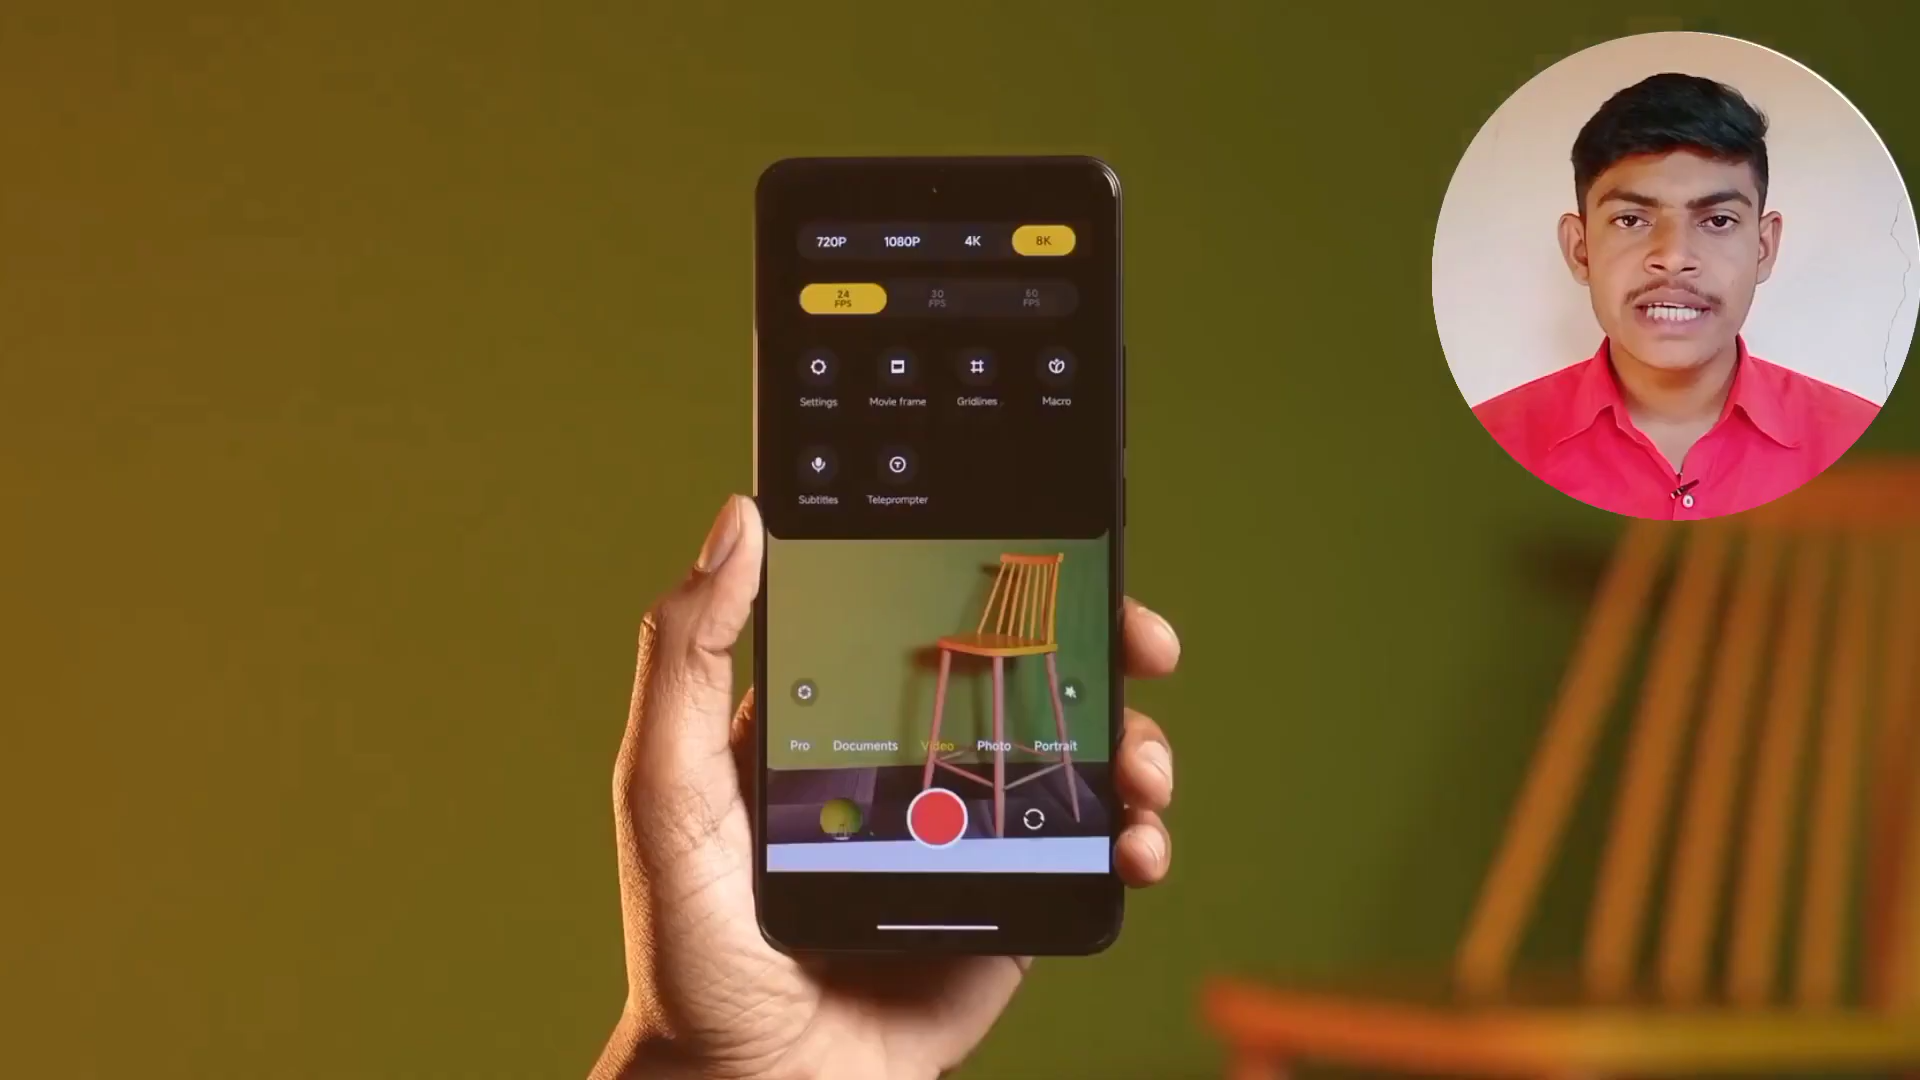 720P 1080P 4K 8K
24 FPS 30 FPS 60 FPS
Settings Movie frame Gridlines Macro
Subtitles Teleprompter
Pro Documents Video Photo Portrait